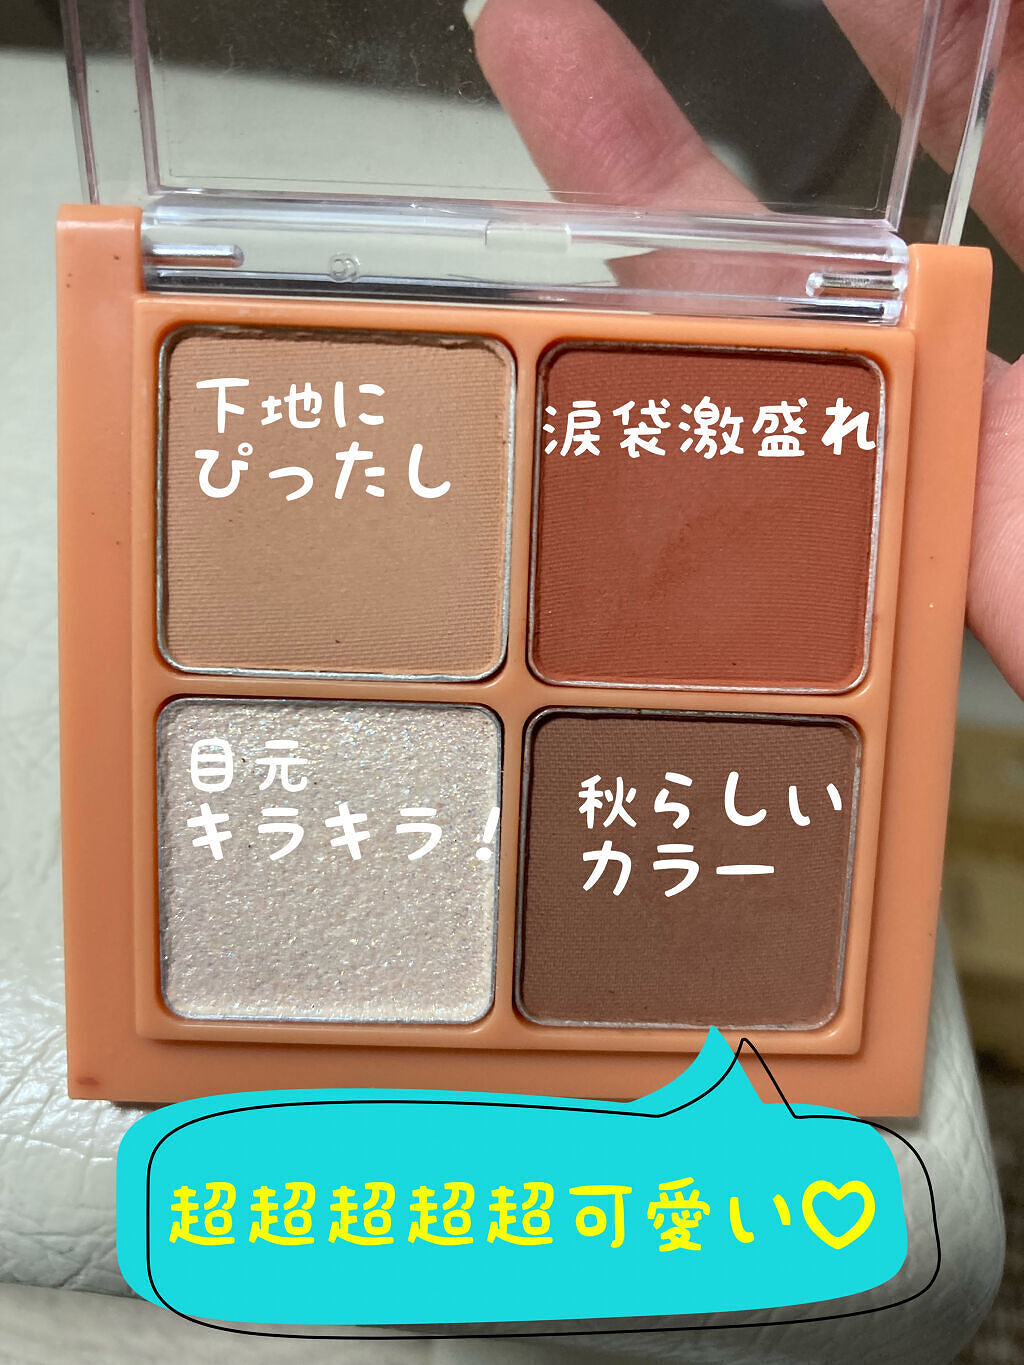 下地に
ぴったし
涙袋激盛れ
目元
キラキラ！
秋らしい
カラー
超超超超超可愛い♡